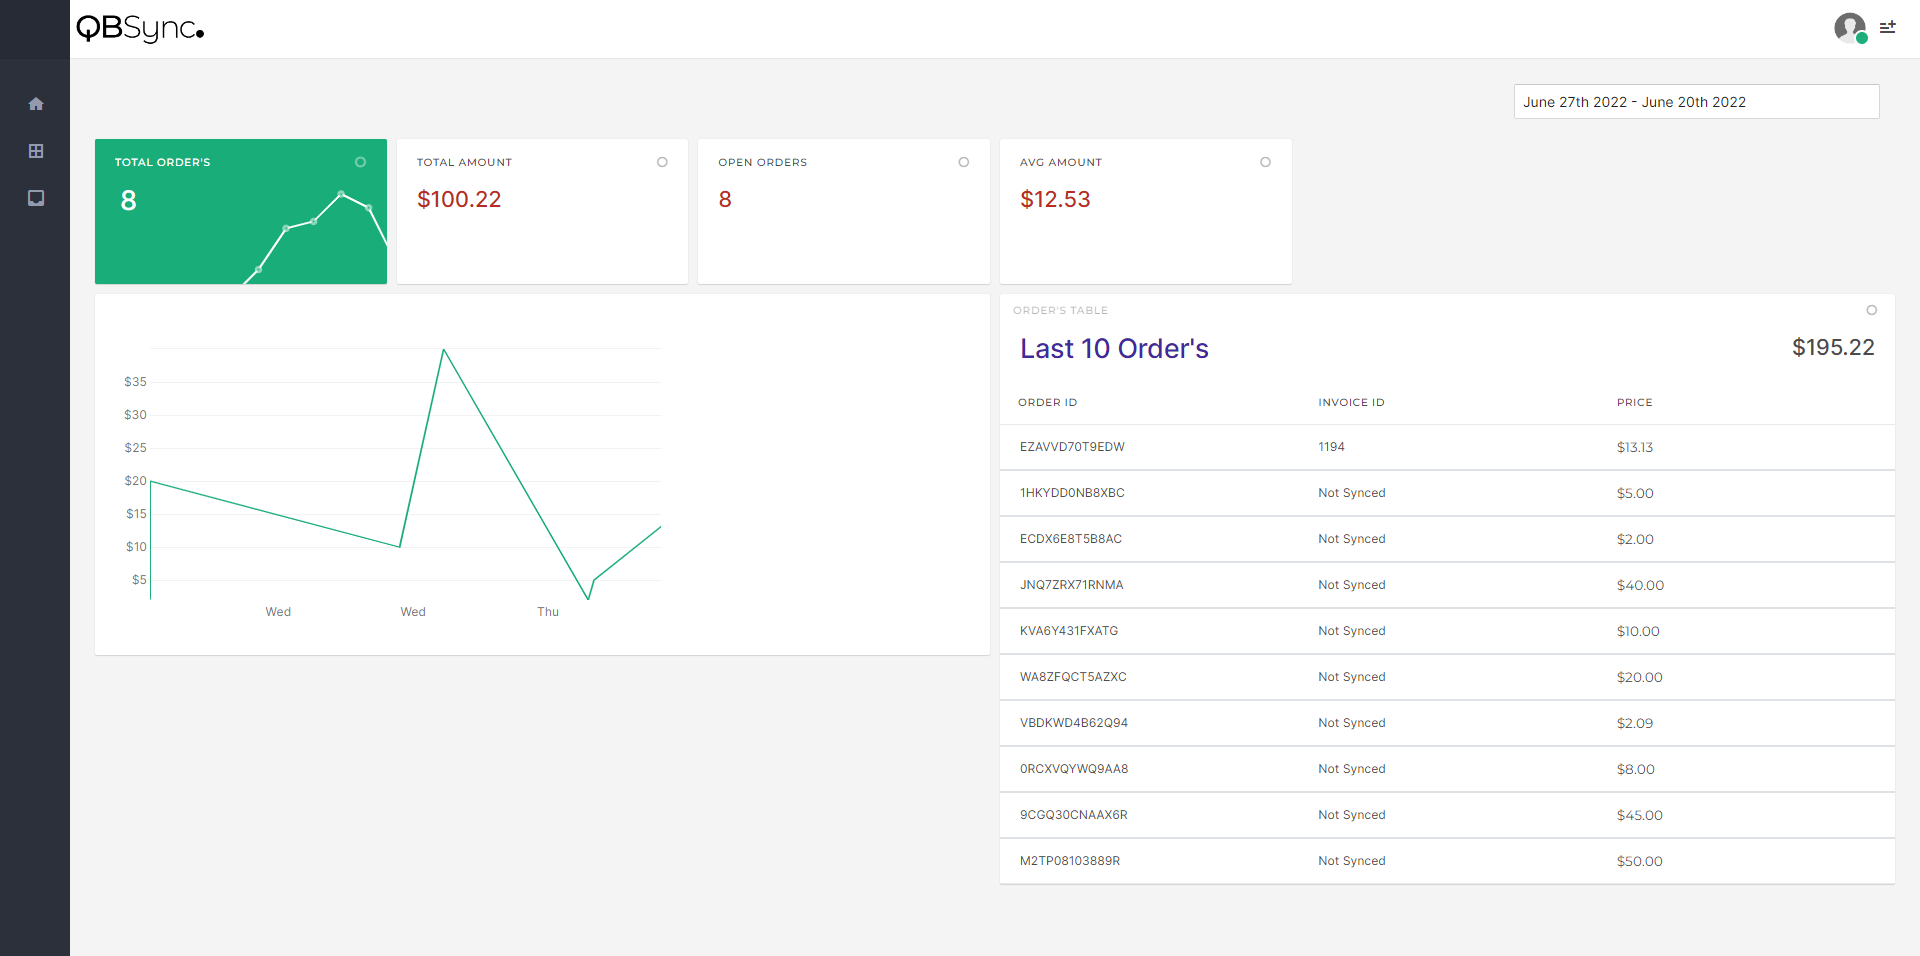 QBSync.
June 27th 2022 - June 20th 2022
TOTAL ORDER'S
8
TOTAL AMOUNT
$100.22
OPEN ORDERS
8
AVG AMOUNT
$12.53
$35
$30
$25
$20
$15
$10
$5
Wed Wed Thu
ORDER'S TABLE
Last 10 Order's $195.22
ORDER ID INVOICE ID PRICE
EZAVVD70T9EDW 1194 $13.13
1HKYDD0NB8XBC Not Synced $5.00
ECDX6E8T5B8AC Not Synced $2.00
JNQ7ZRX71RNMA Not Synced $40.00
KVA6Y431FXATG Not Synced $10.00
WA8ZFQCT5AZXC Not Synced $20.00
VBDKWD4B62Q94 Not Synced $2.09
0RCXVQYWQ9AA8 Not Synced $8.00
9CGQ30CNAAX6R Not Synced $45.00
M2TP08103889R Not Synced $50.00